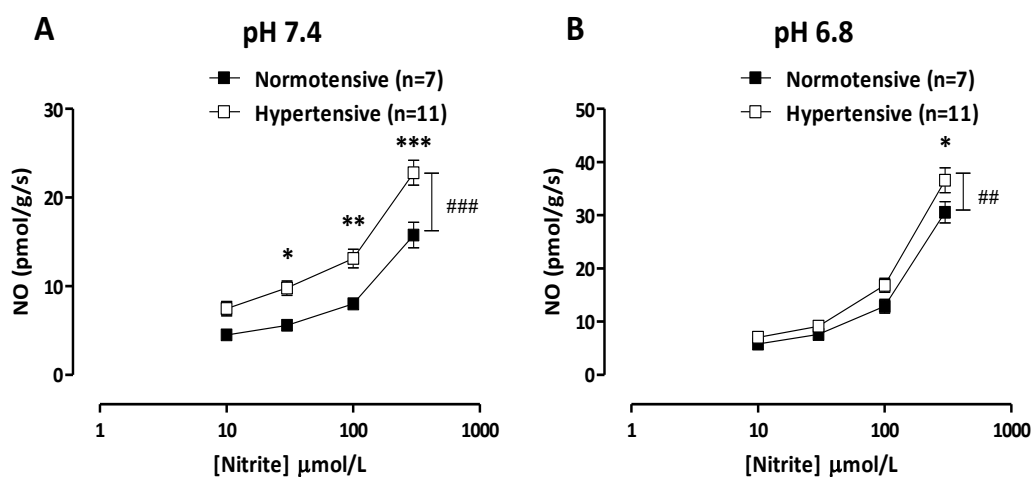 A
pH 7.4
Normotensive (n=7)
Hypertensive (n=11)
NO (pmol/g/s)
30
20
10
0
*
**
***
###
1
10
100
1000
[Nitrite] μmol/L
B
pH 6.8
Normotensive (n=7)
Hypertensive (n=11)
NO (pmol/g/s)
50
40
30
20
10
0
*
##
1
10
100
1000
[Nitrite] μmol/L